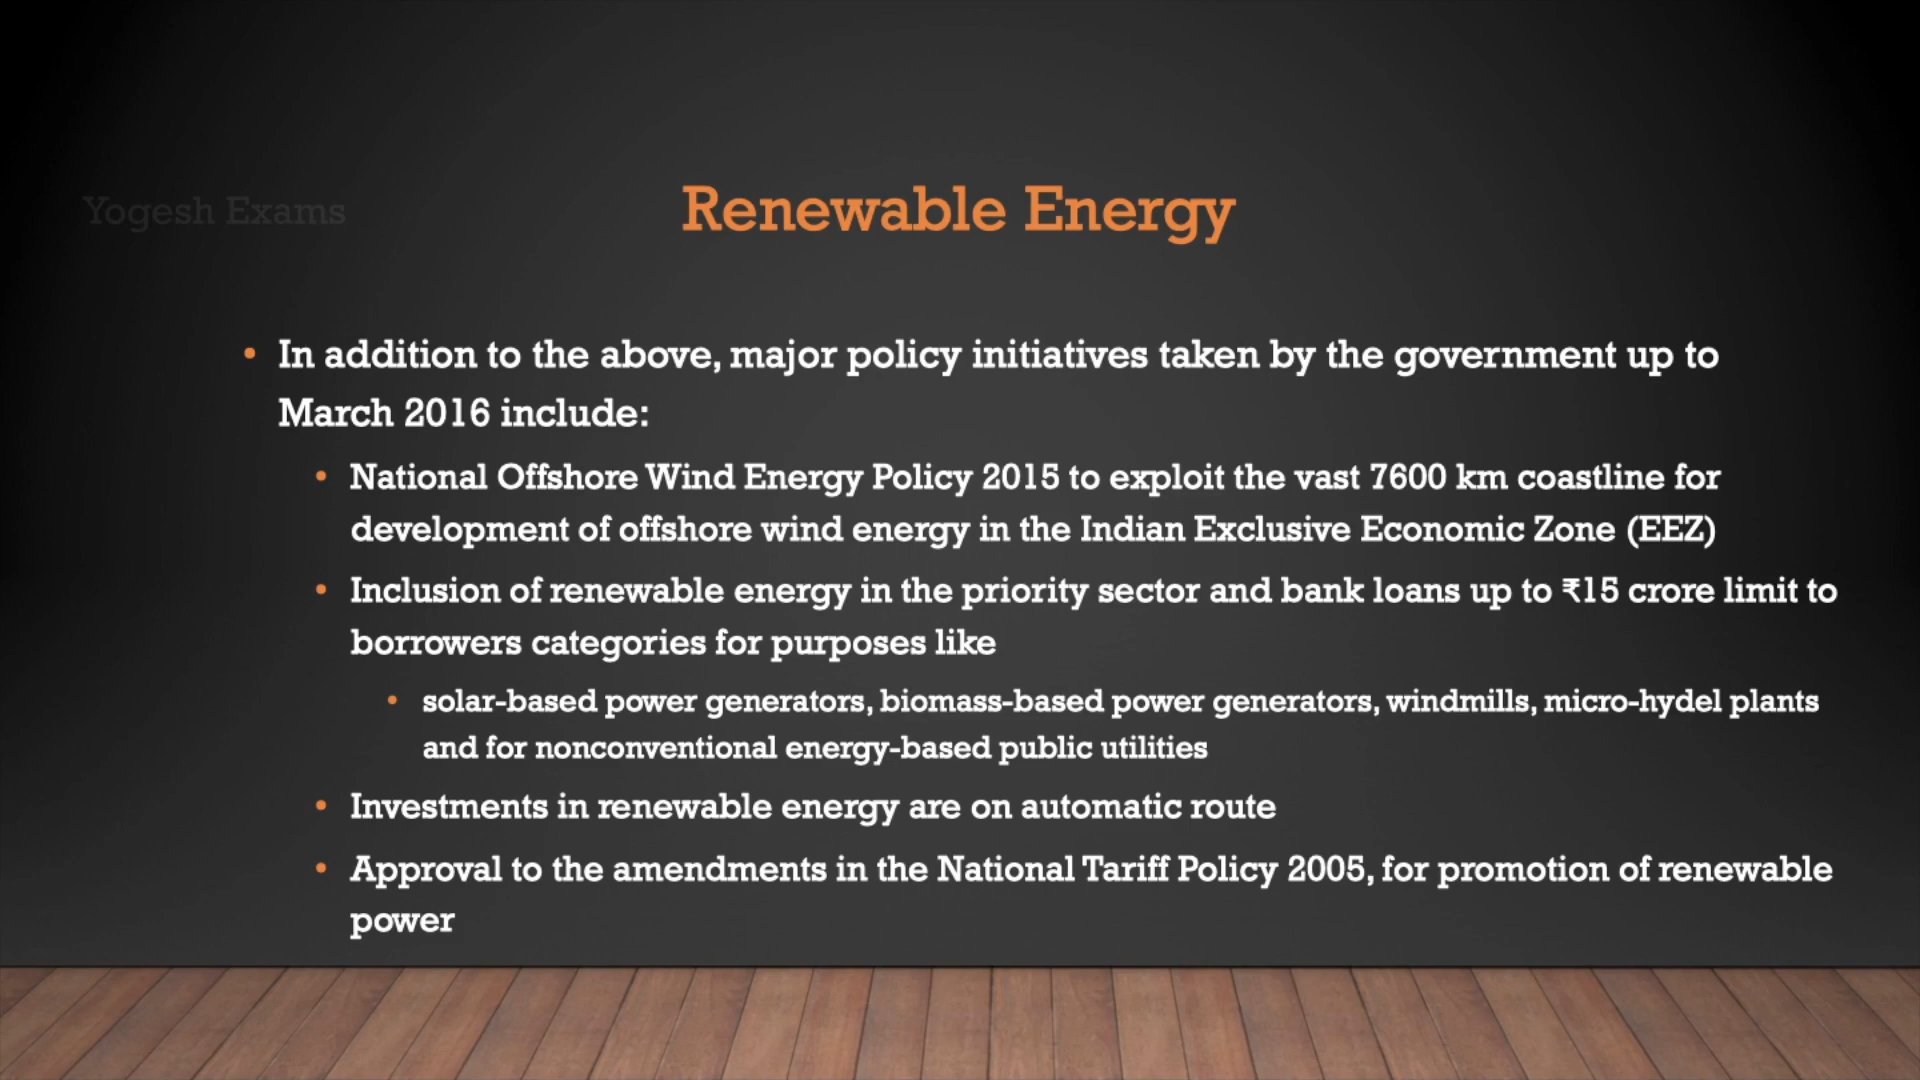 Yogesh Exams
Renewable Energy
• In addition to the above, major policy initiatives taken by the government up to
March 2016 include:
• National Offshore Wind Energy Policy 2015 to exploit the vast 7600 km coastline for
development of offshore wind energy in the Indian Exclusive Economic Zone (EEZ)
• Inclusion of renewable energy in the priority sector and bank loans up to ₹15 crore limit to
borrowers categories for purposes like
• solar-based power generators, biomass-based power generators, windmills, micro-hydel plants
and for nonconventional energy-based public utilities
• Investments in renewable energy are on automatic route
• Approval to the amendments in the National Tariff Policy 2005, for promotion of renewable
power